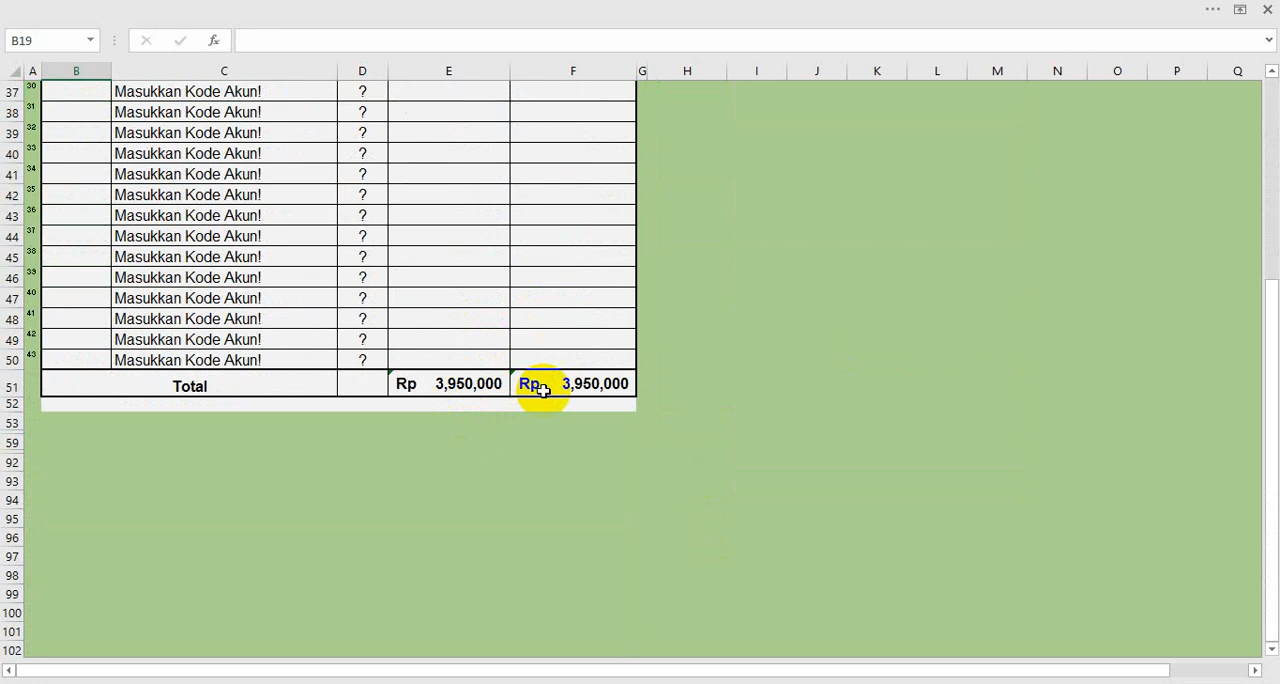 B19
fx
A B C D E F G H I J K L M N O P Q
37 30 Masukkan Kode Akun! ?
38 31 Masukkan Kode Akun! ?
39 32 Masukkan Kode Akun! ?
40 33 Masukkan Kode Akun! ?
41 34 Masukkan Kode Akun! ?
42 35 Masukkan Kode Akun! ?
43 36 Masukkan Kode Akun! ?
44 37 Masukkan Kode Akun! ?
45 38 Masukkan Kode Akun! ?
46 39 Masukkan Kode Akun! ?
47 40 Masukkan Kode Akun! ?
48 41 Masukkan Kode Akun! ?
49 42 Masukkan Kode Akun! ?
50 43 Masukkan Kode Akun! ?
51 Total Rp 3,950,000 Rp 3,950,000
52
53
59
92
93
94
95
96
97
98
99
100
101
102